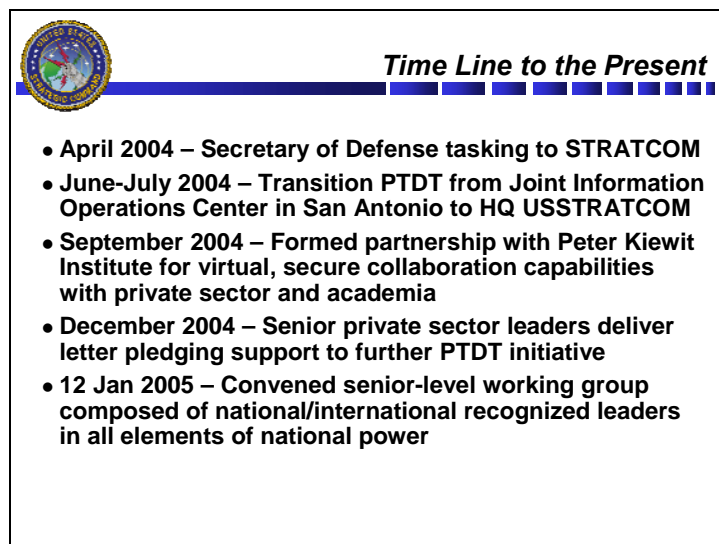 UNITED STATES
STRATEGIC COMMAND
Time Line to the Present
● April 2004 – Secretary of Defense tasking to STRATCOM
● June-July 2004 – Transition PTDT from Joint Information
Operations Center in San Antonio to HQ USSTRATCOM
● September 2004 – Formed partnership with Peter Kiewit
Institute for virtual, secure collaboration capabilities
with private sector and academia
● December 2004 – Senior private sector leaders deliver
letter pledging support to further PTDT initiative
● 12 Jan 2005 – Convened senior-level working group
composed of national/international recognized leaders
in all elements of national power